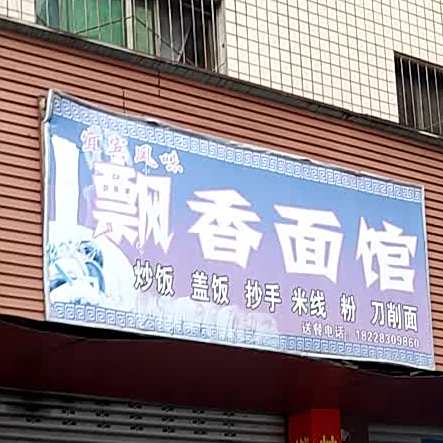 宜宾风味
飘香面馆
炒饭 盖饭 抄手 米线 粉 刀削面
送餐电话 18228309860